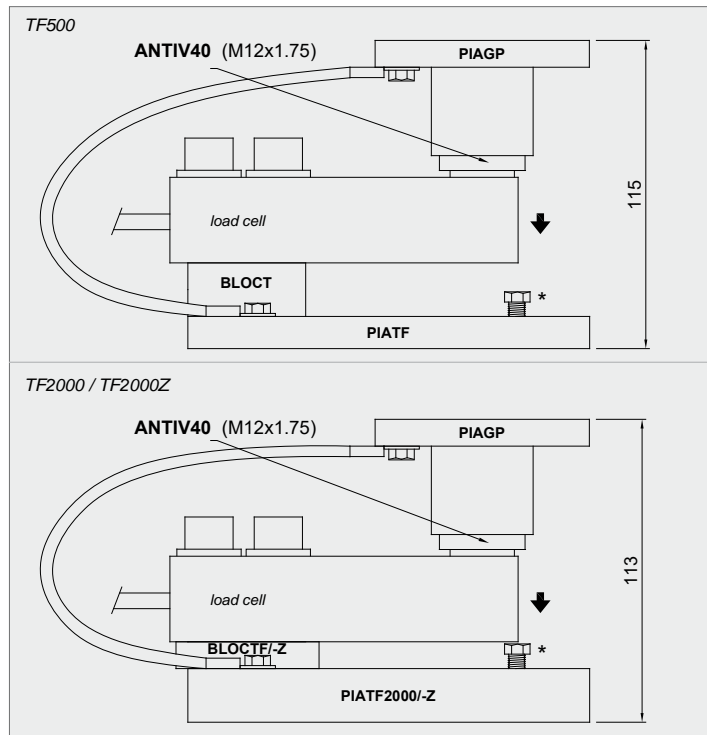 TF500
ANTIV40 (M12x1.75)
PIAGP
115
load cell
BLOCT
*
PIATF
TF2000 / TF2000Z
ANTIV40 (M12x1.75)
PIAGP
113
load cell
BLOCTF/-Z
*
PIATF2000/-Z